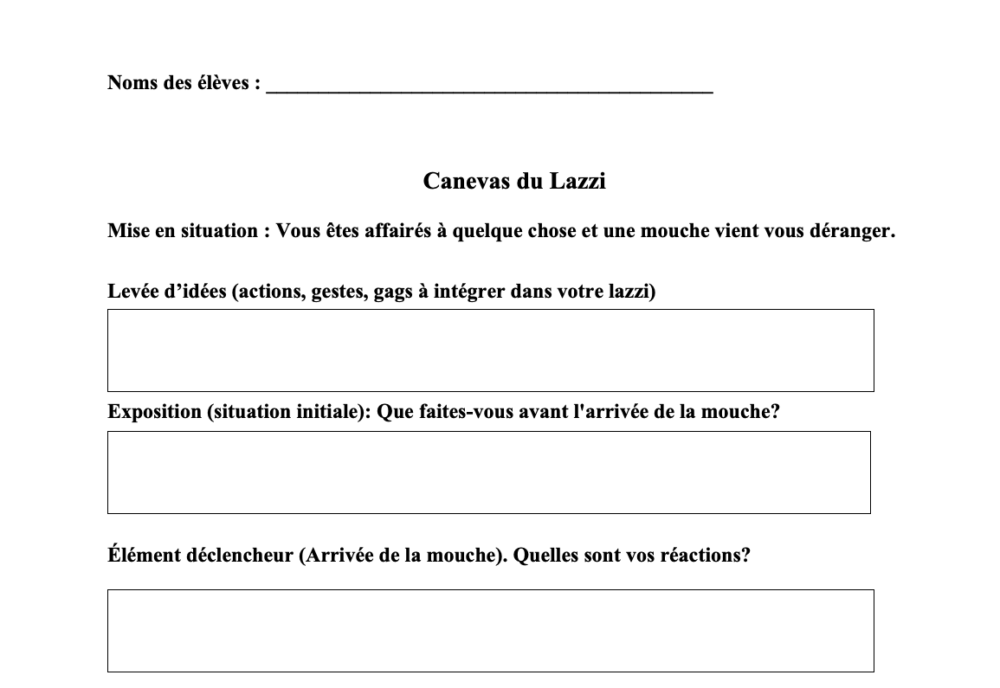 Noms des élèves : ___________________________________________
Canevas du Lazzi
Mise en situation : Vous êtes affairés à quelque chose et une mouche vient vous déranger.
Levée d’idées (actions, gestes, gags à intégrer dans votre lazzi)
Exposition (situation initiale): Que faites-vous avant l'arrivée de la mouche?
Élément déclencheur (Arrivée de la mouche). Quelles sont vos réactions?